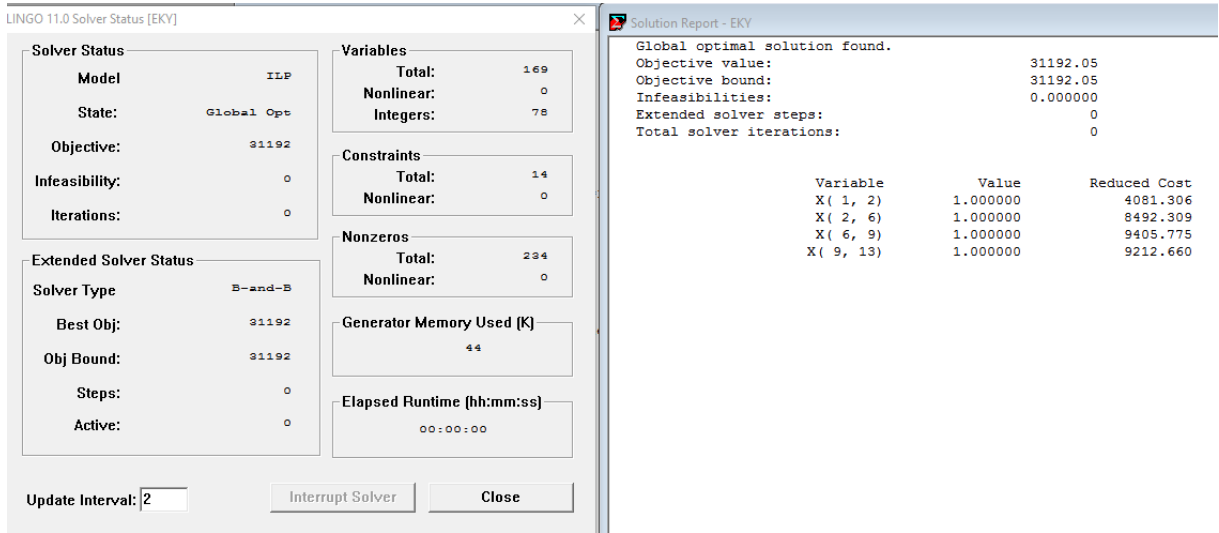 LINGO 11.0 Solver Status [EKY]
Solver Status
Model ILP
State: Global Opt
Objective: 31192
Infeasibility: 0
Iterations: 0
Extended Solver Status
Solver Type B-and-B
Best Obj: 31192
Obj Bound: 31192
Steps: 0
Active: 0
Update Interval: 2
Variables
Total: 169
Nonlinear: 0
Integers: 78
Constraints
Total: 14
Nonlinear: 0
Nonzeros
Total: 234
Nonlinear: 0
Generator Memory Used (K)
44
Elapsed Runtime (hh:mm:ss)
00:00:00
Interrupt Solver
Close
Solution Report - EKY
Global optimal solution found.
Objective value: 31192.05
Objective bound: 31192.05
Infeasibilities: 0.000000
Extended solver steps: 0
Total solver iterations: 0
Variable Value Reduced Cost
X( 1, 2) 1.000000 4081.306
X( 2, 6) 1.000000 8492.309
X( 6, 9) 1.000000 9405.775
X( 9, 13) 1.000000 9212.660